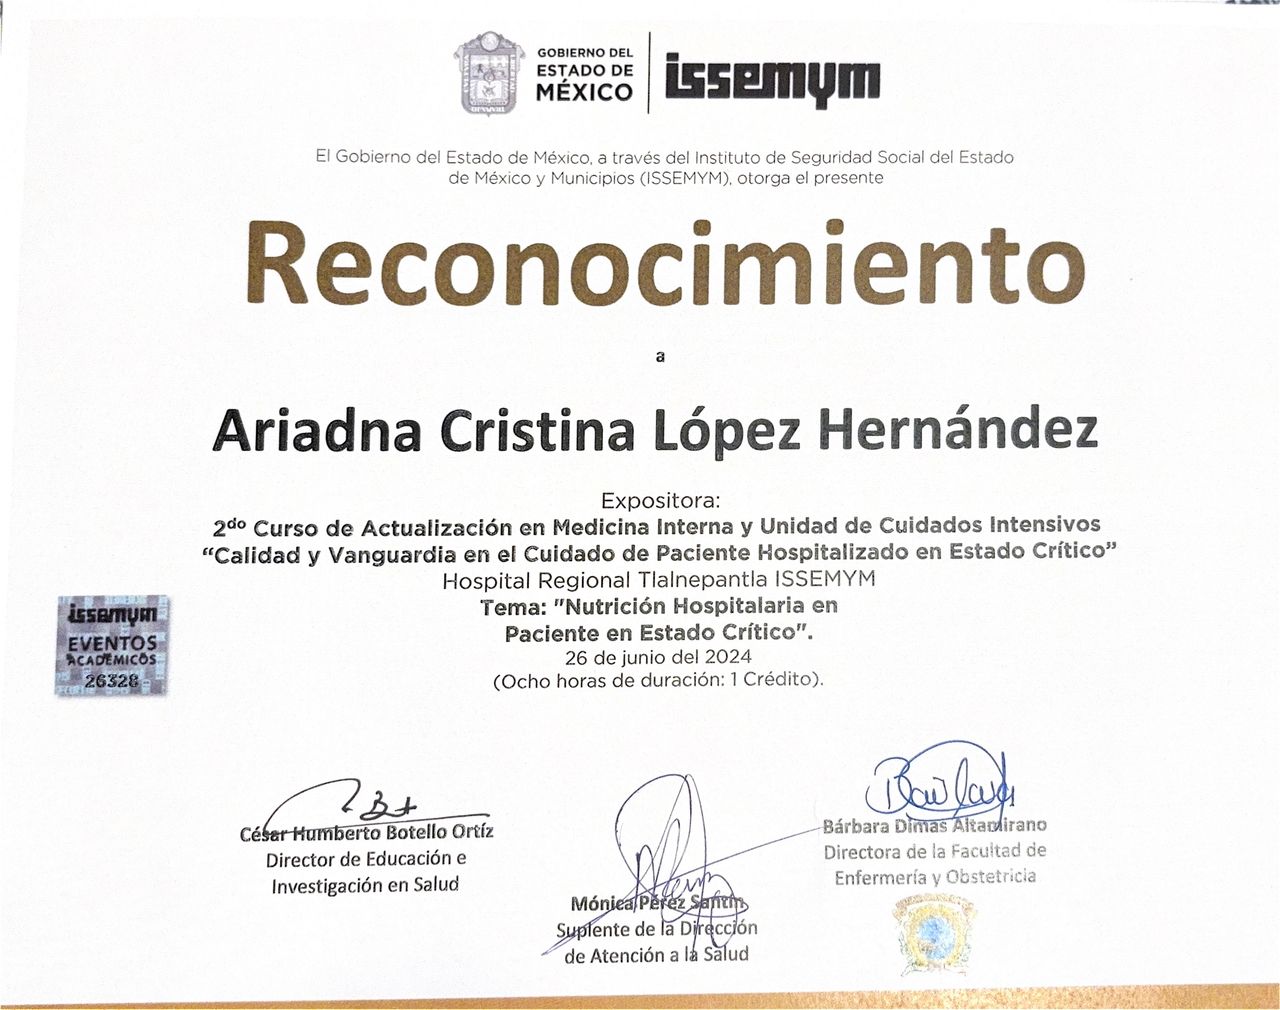 GOBIERNO DEL
ESTADO DE
MÉXICO
issemym
El Gobierno del Estado de México, a través del Instituto de Seguridad Social del Estado
de México y Municipios (ISSEMYM), otorga el presente
Reconocimiento
a
Ariadna Cristina López Hernández
Expositora:
2do Curso de Actualización en Medicina Interna y Unidad de Cuidados Intensivos
“Calidad y Vanguardia en el Cuidado de Paciente Hospitalizado en Estado Crítico”
Hospital Regional Tlalnepantla ISSEMYM
Tema: "Nutrición Hospitalaria en
Paciente en Estado Crítico".
26 de junio del 2024
(Ocho horas de duración: 1 Crédito).
issemym
EVENTOS
ACADÉMICOS
26328
César Humberto Botello Ortíz
Director de Educación e
Investigación en Salud
Mónica Pérez Santín
Suplente de la Dirección
de Atención a la Salud
Bárbara Dimas Altamirano
Directora de la Facultad de
Enfermería y Obstetricia